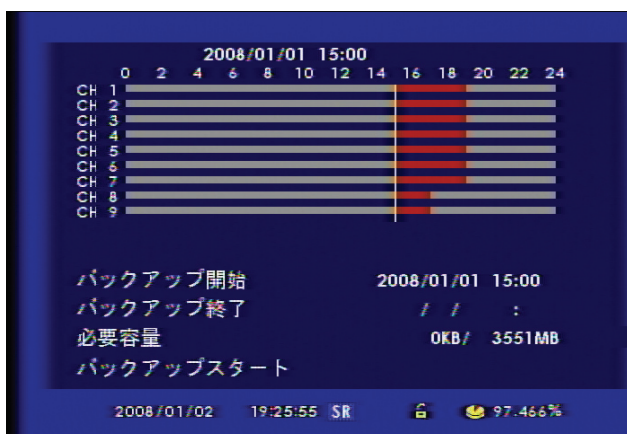 2008/01/01 15:00
0 2 4 6 8 10 12 14 16 18 20 22 24
CH 1
CH 2
CH 3
CH 4
CH 5
CH 6
CH 7
CH 8
CH 9
バックアップ開始 2008/01/01 15:00
バックアップ終了 / / :
必要容量 0KB/ 3551MB
バックアップスタート
2008/01/02 19:25:55 SR 97.466%